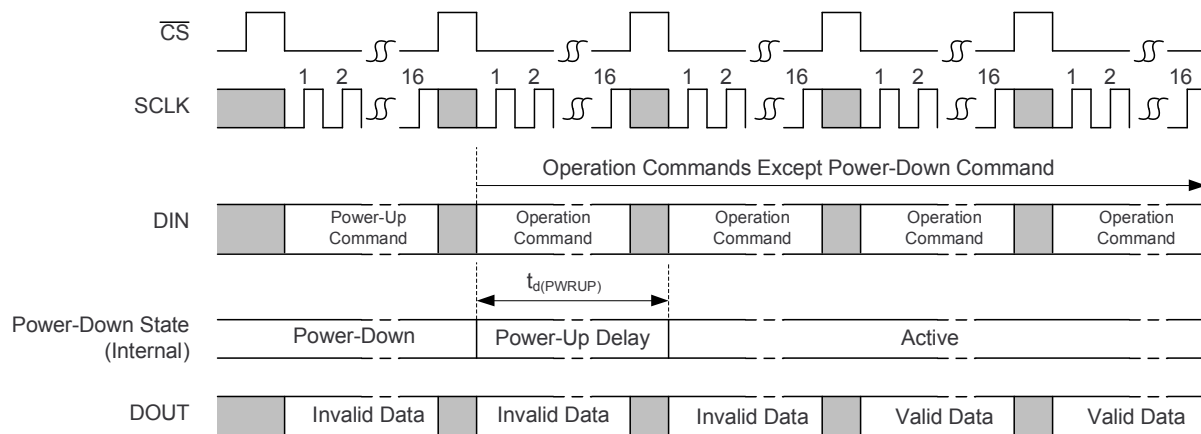 CS
1 2 16 1 2 16 1 2 16 1 2 16 1 2 16
SCLK
Operation Commands Except Power-Down Command
DIN
Power-Up Command
Operation Command
Operation Command
Operation Command
Operation Command
td(PWRUP)
Power-Down State
(Internal)
Power-Down
Power-Up Delay
Active
DOUT
Invalid Data
Invalid Data
Invalid Data
Valid Data
Valid Data